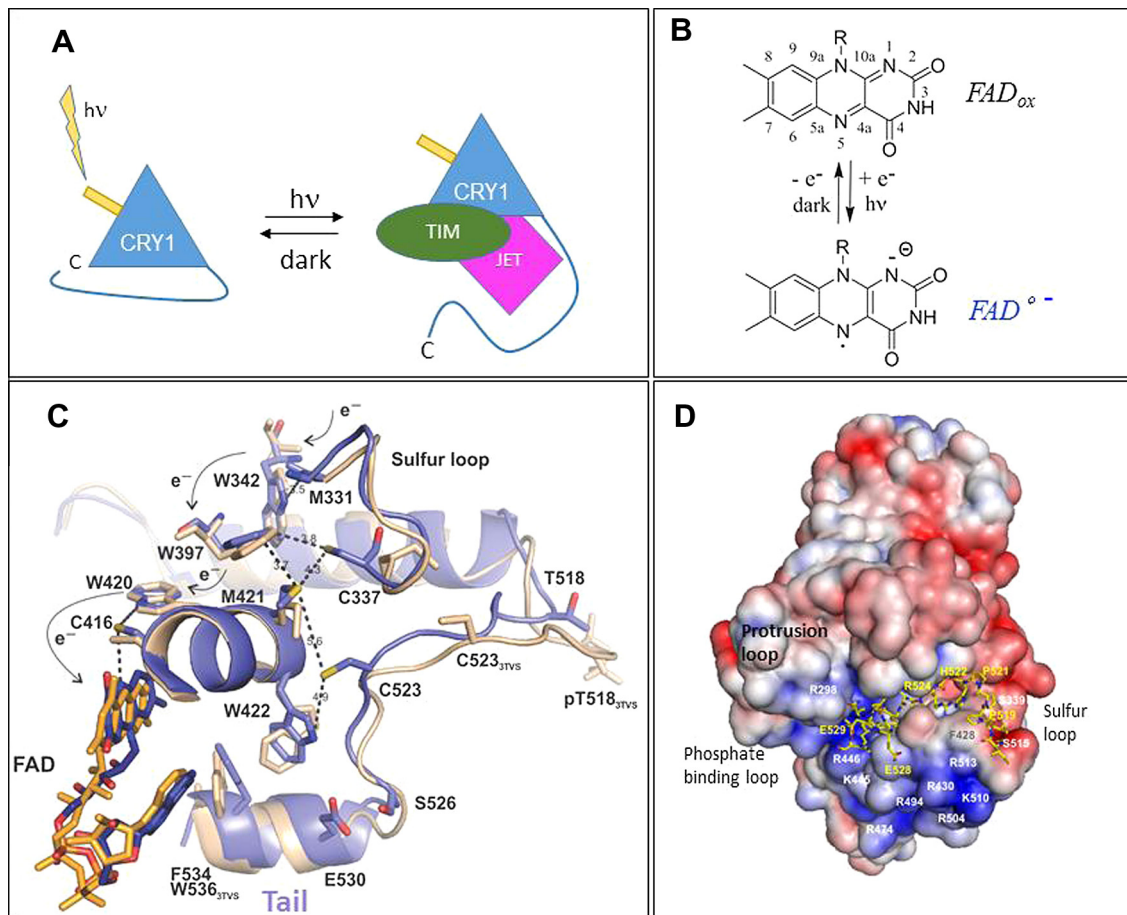 A
hν
CRY1
C
hν
dark
CRY1
TIM
JET
C
B
R
9
9a
10a
N
1
N
2
O
8
3
NH
7
6
5a
N
5
4a
4
O
FADox
- e-
dark
+ e-
hν
R
N
N
-
⊖
O
NH
N
·
O
FAD° -
C
e−
W342
Sulfur loop
e−
3.5
M331
W397
3.8
3.7
4.3
W420
e−
M421
C337
T518
C416
e−
5.6
C523₃TVS
C523
pT518₃TVS
W422
4.9
FAD
S526
F534
W536₃TVS
E530
Tail
D
Protrusion
loop
H522
P521
R298
R524
S339
E519
Sulfur
loop
E529
F428
S515
Phosphate
binding loop
R446
E528
R513
K445
R494
R430
K510
R474
R504